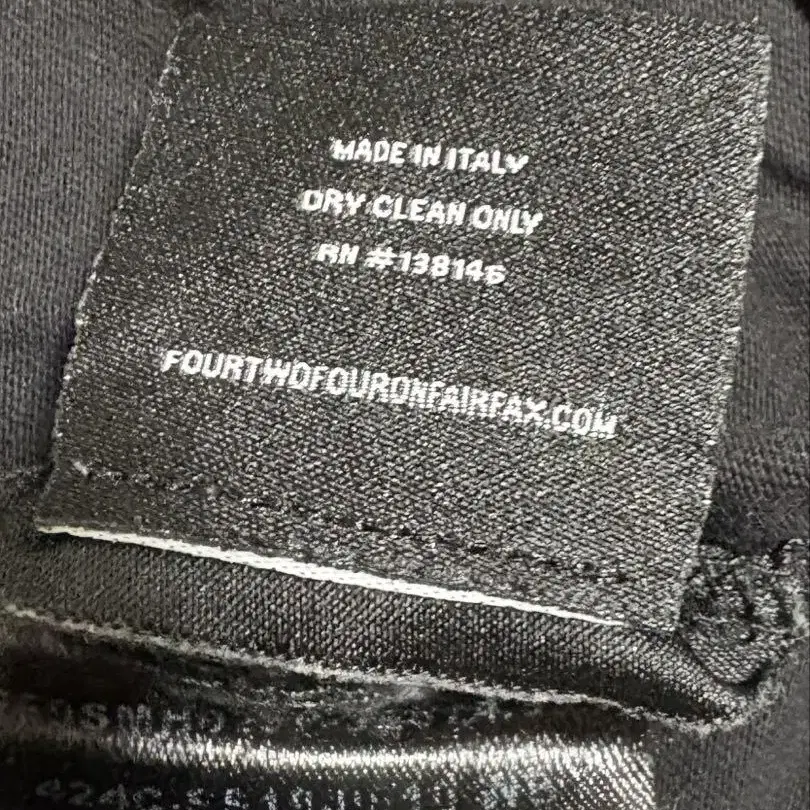 MADE IN ITALY
DRY CLEAN ONLY
RN #138146
FOURTWOFOURONFAIRFAX.COM